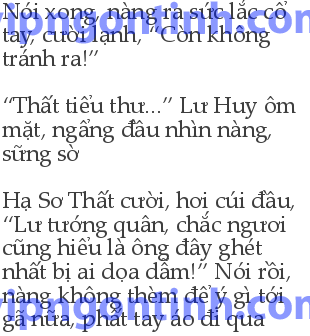 Nói xong, nàng ra sức lắc cổ
tay, cười lạnh, “Còn không
tránh ra!”
“Thất tiểu thư...” Lư Huy ôm
mặt, ngẩng đầu nhìn nàng,
sững sờ
Hạ Sơ Thất cười, hơi cúi đầu,
“Lư tướng quân, chắc ngươi
cũng hiểu là ông đây ghét
nhất bị ai dọa dẫm!” Nói rồi,
nàng không thèm để ý gì tới
gã nữa, phất tay áo đi qua